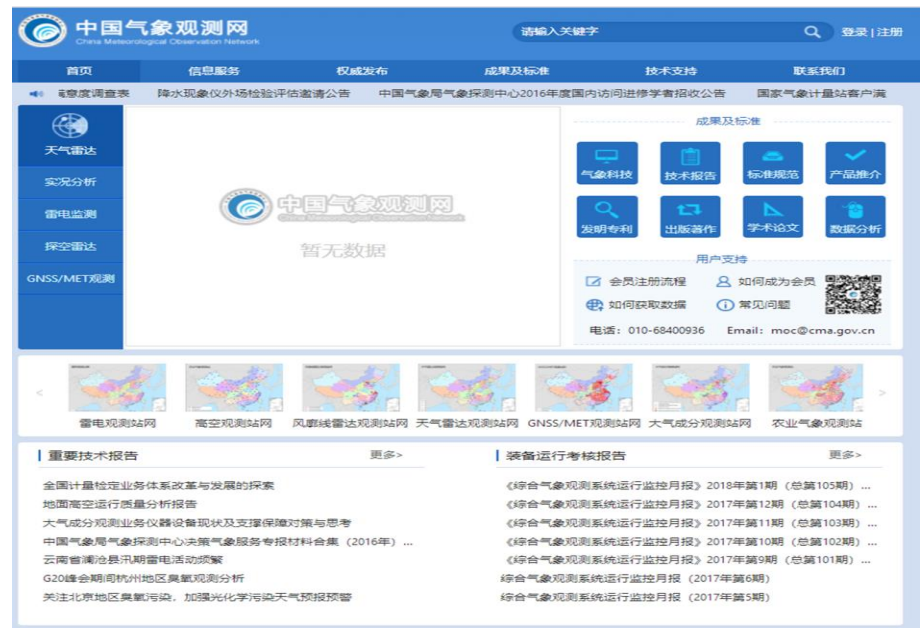 中国气象观测网
China Meteorological Observation Network
请输入关键字
登录 | 注册
首页 信息服务 权威发布 成果及标准 技术支持 联系我们
意度调查表 降水现象仪外场检验评估邀请公告 中国气象局气象探测中心2016年度国内访问进修学者招收公告 国家气象计量站客户满
天气雷达
实况分析
雷电监测
探空雷达
GNSS/MET观测
中国气象观测网
China Meteorological Observation Network
暂无数据
成果及标准
气象科技 技术报告 标准规范 产品推介
发明专利 出版著作 学术论文 数据分析
用户支持
会员注册流程 如何成为会员
如何获取数据 常见问题
电话：010-68400936 Email：moc@cma.gov.cn
< >
雷电观测站网 高空观测站网 风廓线雷达观测站网 天气雷达观测站网 GNSS/MET观测站网 大气成分观测站网 农业气象观测站
重要技术报告 更多>
全国计量检定业务体系改革与发展的探索
地面高空运行质量分析报告
大气成分观测业务仪器设备现状及支撑保障对策与思考
中国气象局气象探测中心决策气象服务专报材料合集（2016年）...
云南省澜沧县汛期雷电活动频繁
G20峰会期间杭州地区臭氧观测分析
关注北京地区臭氧污染，加强光化学污染天气预报预警
装备运行考核报告 更多>
《综合气象观测系统运行监控月报》2018年第1期（总第105期）...
《综合气象观测系统运行监控月报》2017年第12期（总第104期）...
《综合气象观测系统运行监控月报》2017年第11期（总第103期）...
《综合气象观测系统运行监控月报》2017年第10期（总第102期）...
《综合气象观测系统运行监控月报》2017年第9期（总第101期）...
综合气象观测系统运行监控月报（2017年第6期）
综合气象观测系统运行监控月报（2017年第5期）